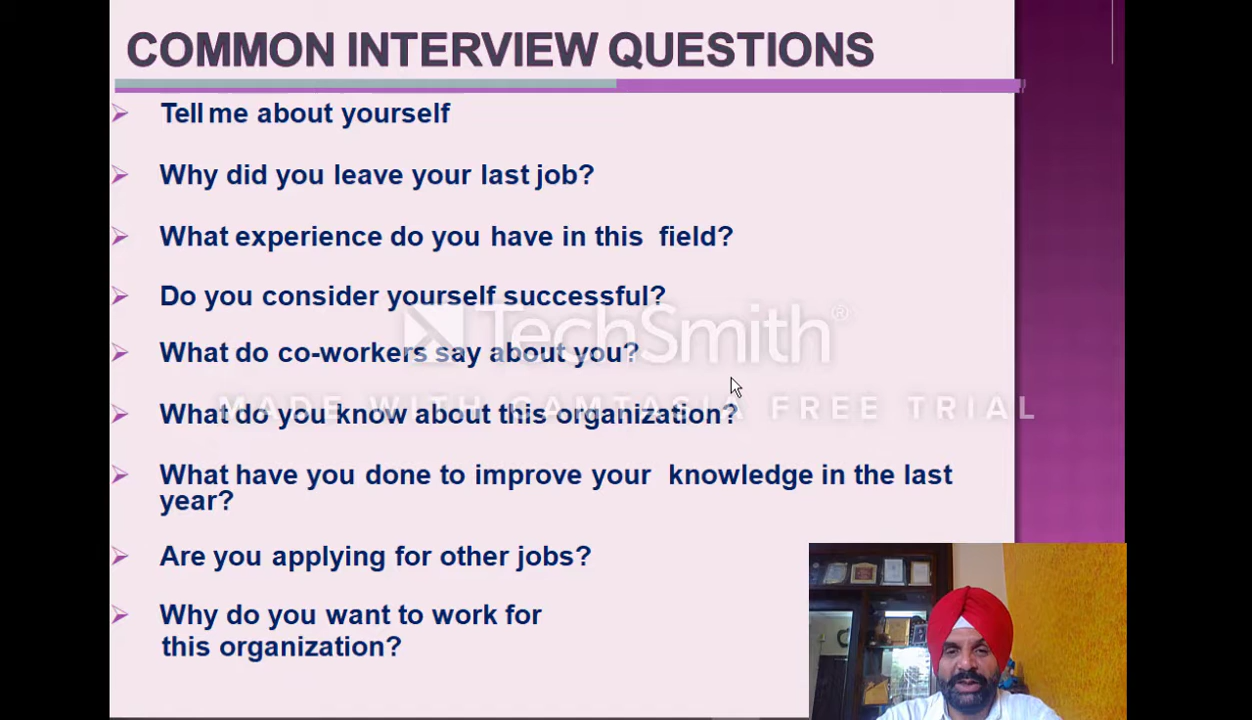 COMMON INTERVIEW QUESTIONS
Tell me about yourself
Why did you leave your last job?
What experience do you have in this field?
Do you consider yourself successful?
TechSmith®
What do co-workers say about you?
MADE WITH CAMTASIA FREE TRIAL
What do you know about this organization?
What have you done to improve your knowledge in the last
year?
Are you applying for other jobs?
Why do you want to work for
this organization?